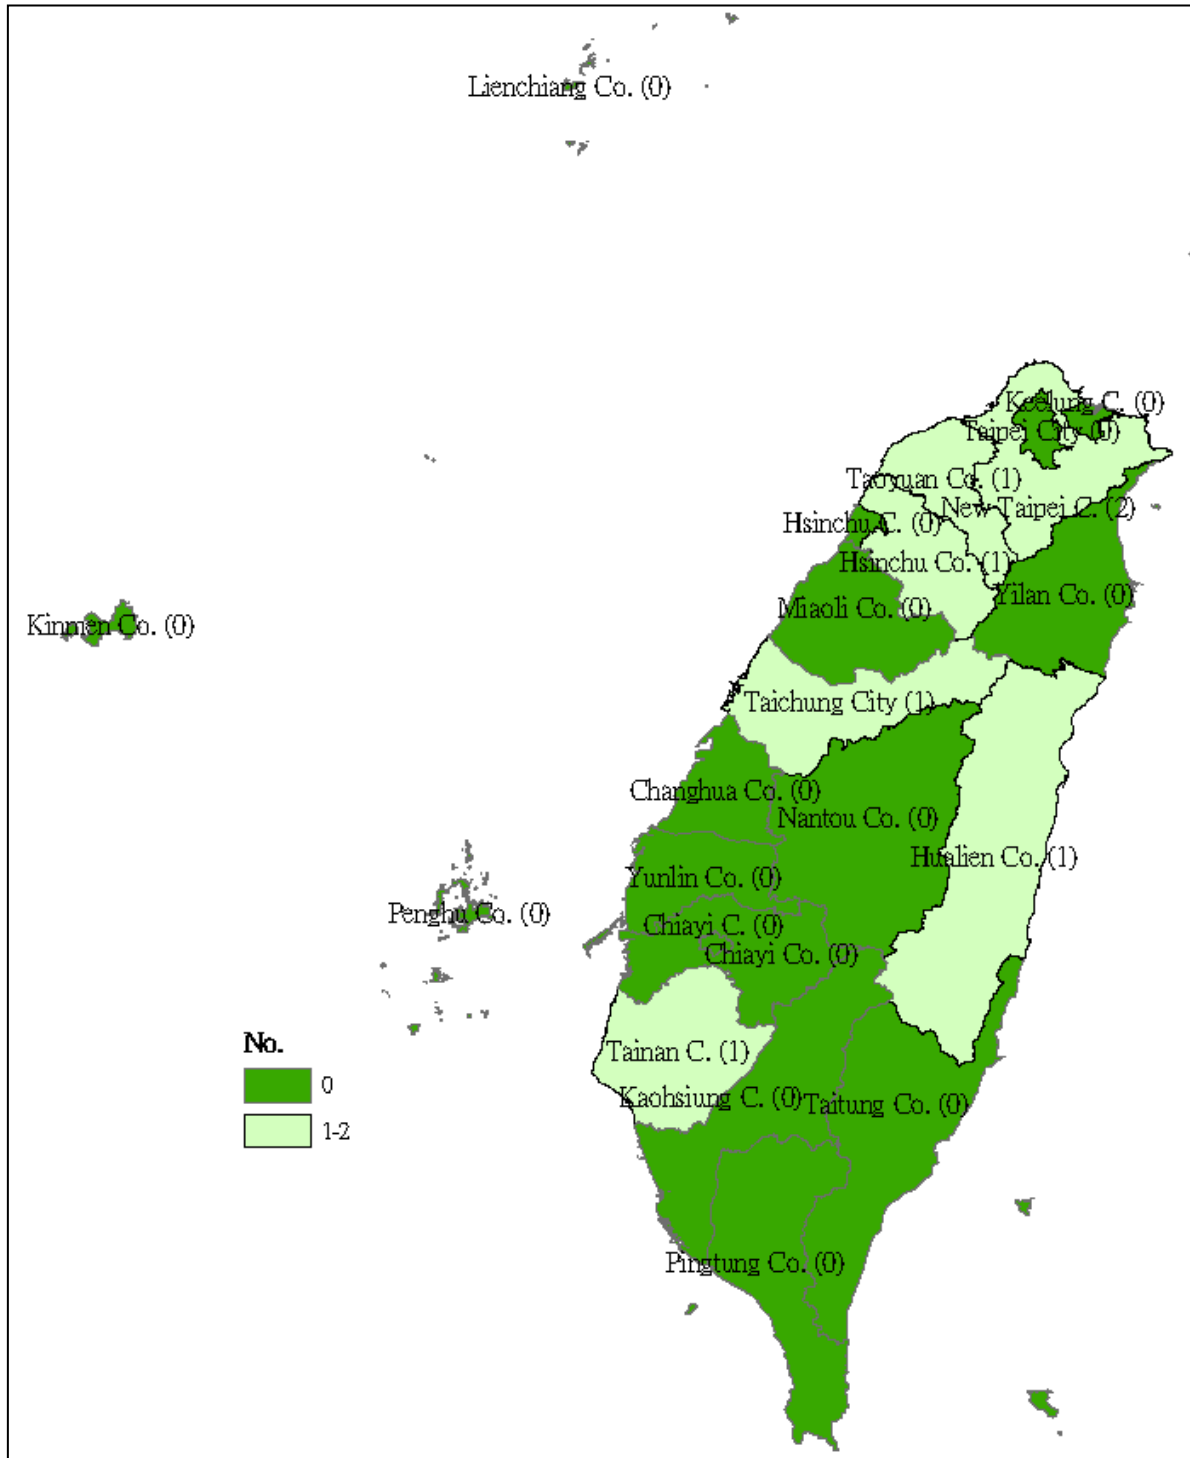 Lienchiang Co. (0)
Keelung C. (0)
Taipei City (0)
Taoyuan Co. (1)
New Taipei C. (2)
Hsinchu C. (0)
Hsinchu Co. (1)
Yilan Co. (0)
Miaoli Co. (0)
Kinmen Co. (0)
Taichung City (1)
Changhua Co. (0)
Nantou Co. (0)
Hualien Co. (1)
Yunlin Co. (0)
Penghu Co. (0)
Chiayi C. (0)
Chiayi Co. (0)
No.
0
1-2
Tainan C. (1)
Kaohsiung C. (0)
Taitung Co. (0)
Pingtung Co. (0)